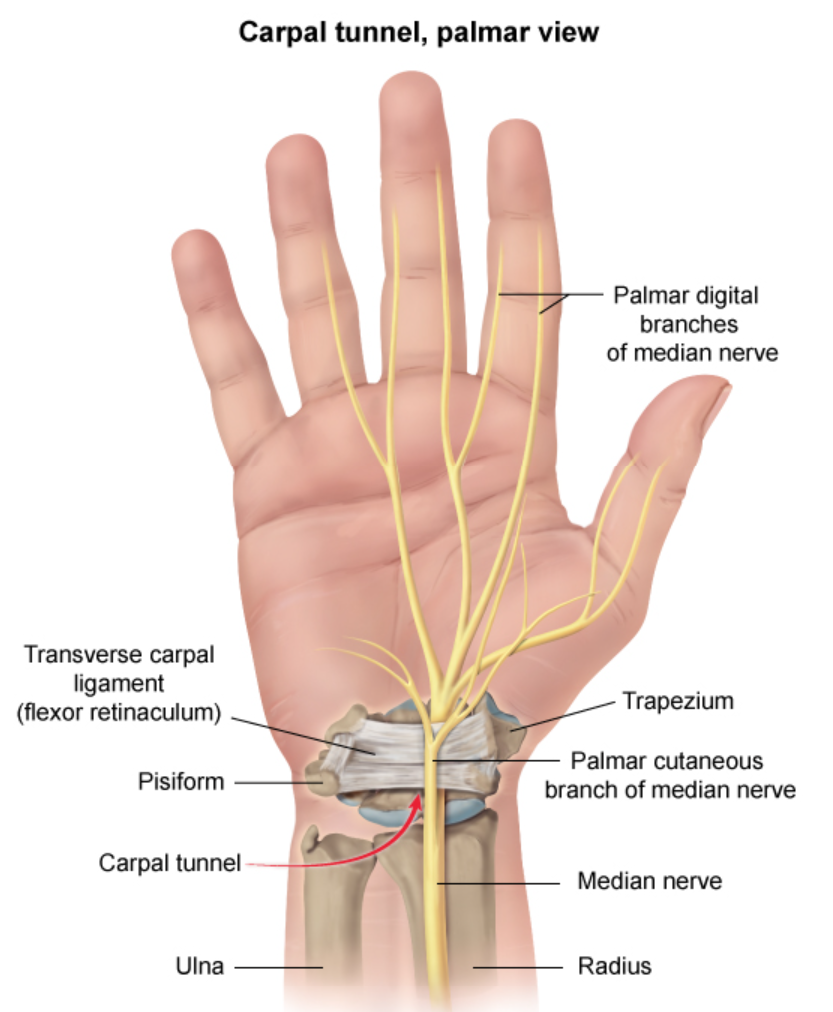 Carpal tunnel, palmar view
Palmar digital
branches
of median nerve
Transverse carpal
ligament
(flexor retinaculum)
Trapezium
Palmar cutaneous
branch of median nerve
Pisiform
Carpal tunnel
Median nerve
Ulna
Radius